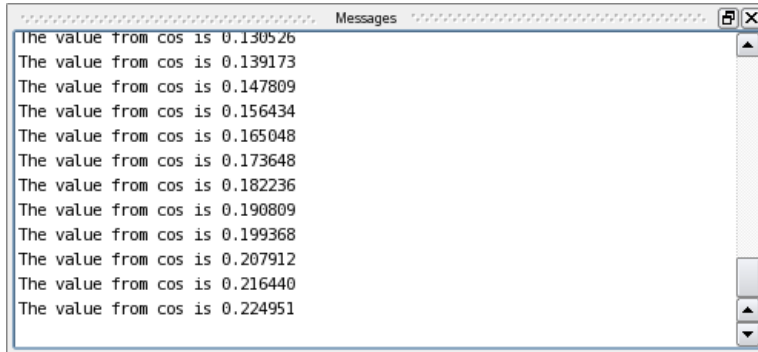 Messages
The value from cos is 0.130526
The value from cos is 0.139173
The value from cos is 0.147809
The value from cos is 0.156434
The value from cos is 0.165048
The value from cos is 0.173648
The value from cos is 0.182236
The value from cos is 0.190809
The value from cos is 0.199368
The value from cos is 0.207912
The value from cos is 0.216440
The value from cos is 0.224951